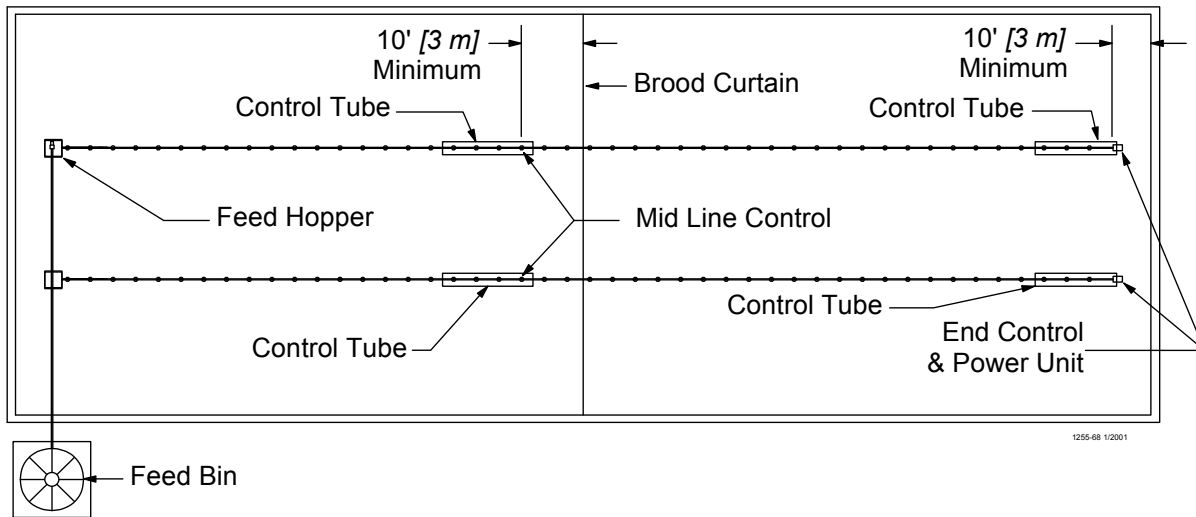 10' [3 m]
Minimum
10' [3 m]
Minimum
Brood Curtain
Control Tube
Control Tube
Feed Hopper
Mid Line Control
Control Tube
Control Tube
End Control
& Power Unit
1255-68 1/2001
Feed Bin